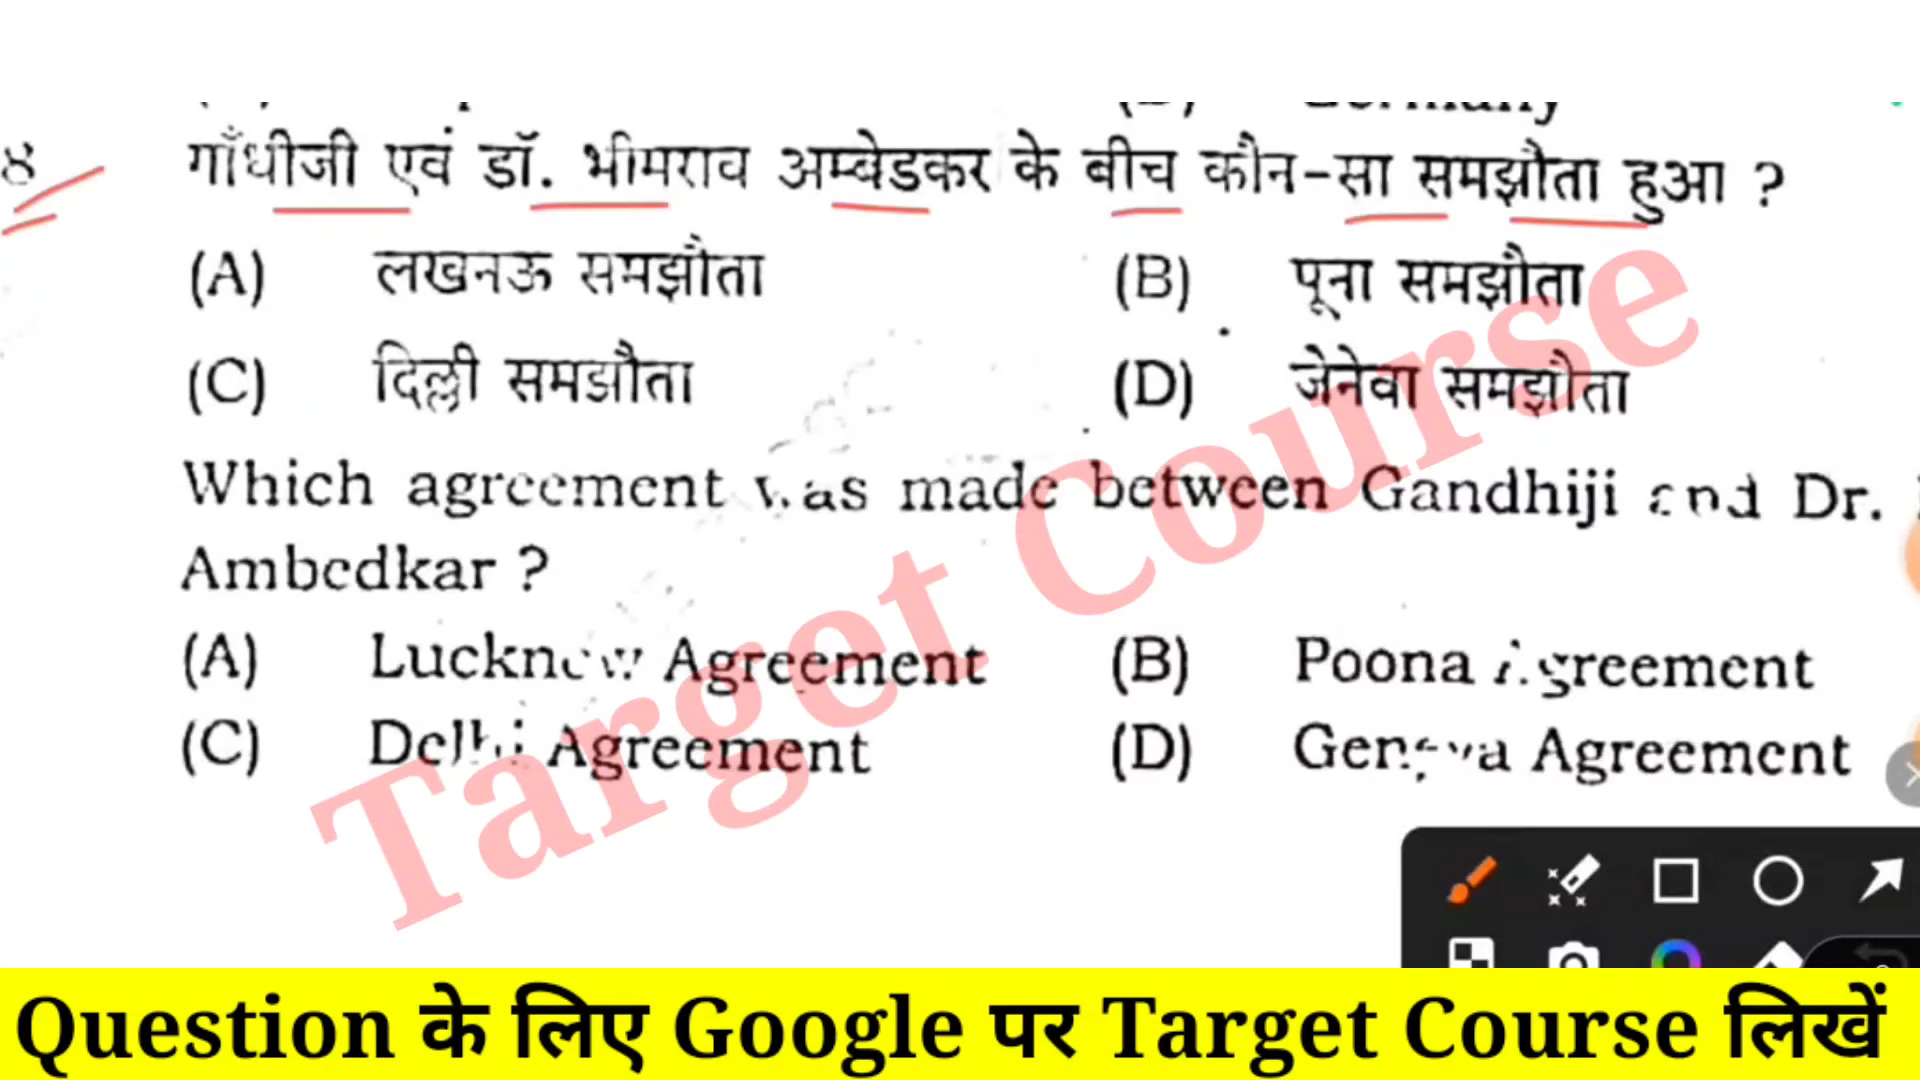 8 गाँधीजी एवं डॉ. भीमराव अम्बेडकर के बीच कौन-सा समझौता हुआ ?
(A) लखनऊ समझौता (B) पूना समझौता
(C) दिल्ली समझौता (D) जेनेवा समझौता
Which agreement was made between Gandhiji and Dr.
Ambedkar ?
(A) Lucknow Agreement (B) Poona Agreement
(C) Delhi Agreement (D) Geneva Agreement
Target Course
Question के लिए Google पर Target Course लिखें